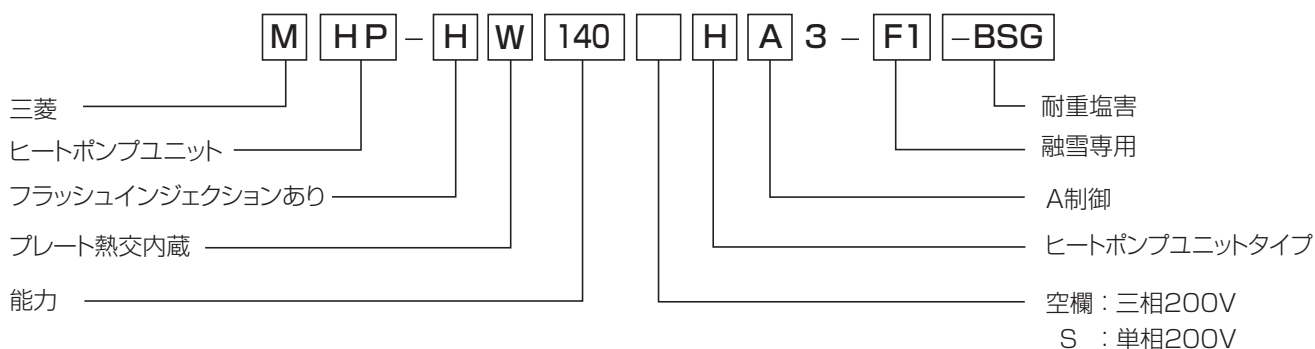 M HP－H W 140 H A 3－F1 －BSG
三菱
ヒートポンプユニット
フラッシュインジェクションあり
プレート熱交内蔵
能力
耐重塩害
融雪専用
A制御
ヒートポンプユニットタイプ
空欄：三相200V
S ：単相200V